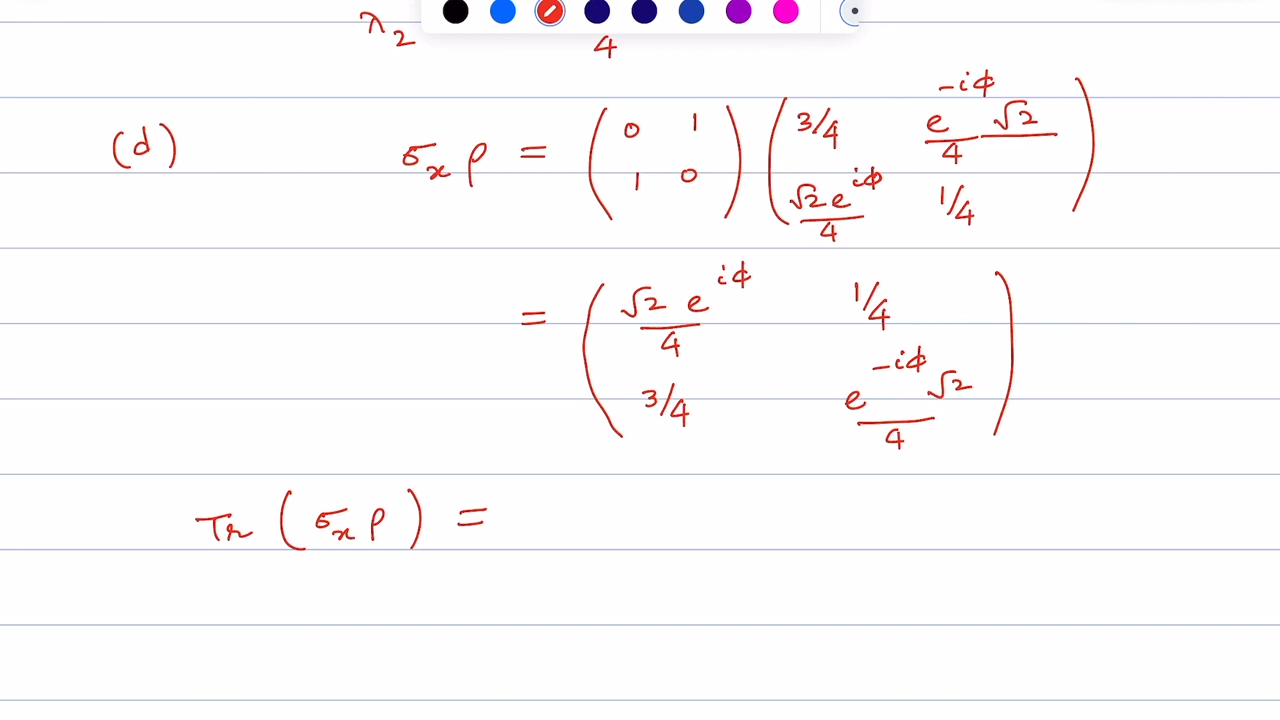 λ₂ 4
(d) σₓ ρ = ( 0 1 ; 1 0 ) ( 3/4 e^{-iφ}√2/4 ; √2 e^{iφ}/4 1/4 )
= ( √2 e^{iφ}/4 1/4 ; 3/4 e^{-iφ}√2/4 )
Tr ( σₓ ρ ) =